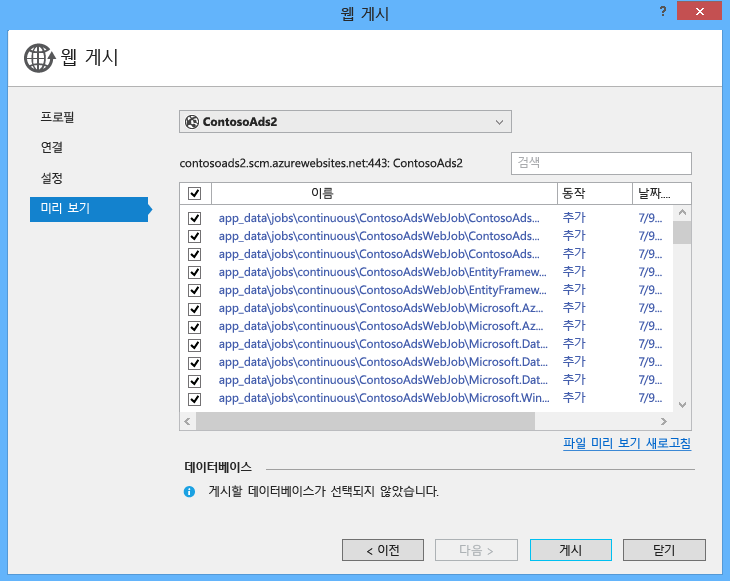 웹 게시
?
웹 게시
프로필
연결
설정
미리 보기
ContosoAds2
contosoads2.scm.azurewebsites.net:443: ContosoAds2
검색
이름 동작 날짜....
app_data\jobs\continuous\ContosoAdsWebJob\ContosoAds... 추가 7/9...
app_data\jobs\continuous\ContosoAdsWebJob\ContosoAds... 추가 7/9...
app_data\jobs\continuous\ContosoAdsWebJob\ContosoAds... 추가 7/9...
app_data\jobs\continuous\ContosoAdsWebJob\EntityFramew... 추가 7/9...
app_data\jobs\continuous\ContosoAdsWebJob\EntityFramew... 추가 7/9...
app_data\jobs\continuous\ContosoAdsWebJob\Microsoft.Az... 추가 7/9...
app_data\jobs\continuous\ContosoAdsWebJob\Microsoft.Az... 추가 7/9...
app_data\jobs\continuous\ContosoAdsWebJob\Microsoft.Dat... 추가 7/9...
app_data\jobs\continuous\ContosoAdsWebJob\Microsoft.Dat... 추가 7/9...
app_data\jobs\continuous\ContosoAdsWebJob\Microsoft.Dat... 추가 7/9...
app_data\jobs\continuous\ContosoAdsWebJob\Microsoft.Win... 추가 7/9...
파일 미리 보기 새로고침
데이터베이스
게시할 데이터베이스가 선택되지 않았습니다.
< 이전 다음 > 게시 닫기